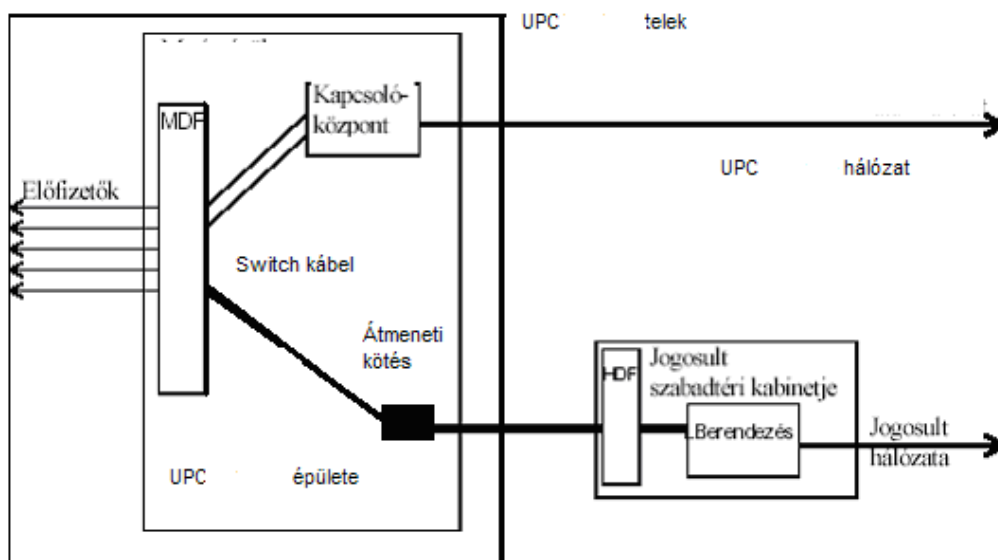 UPC telek
MDF
Kapcsoló-
központ
UPC hálózat
Előfizetők
Switch kábel
Átmeneti
kötés
HDF
Jogosult
szabadtéri kabinetje
Berendezés
Jogosult
hálózata
UPC épülete